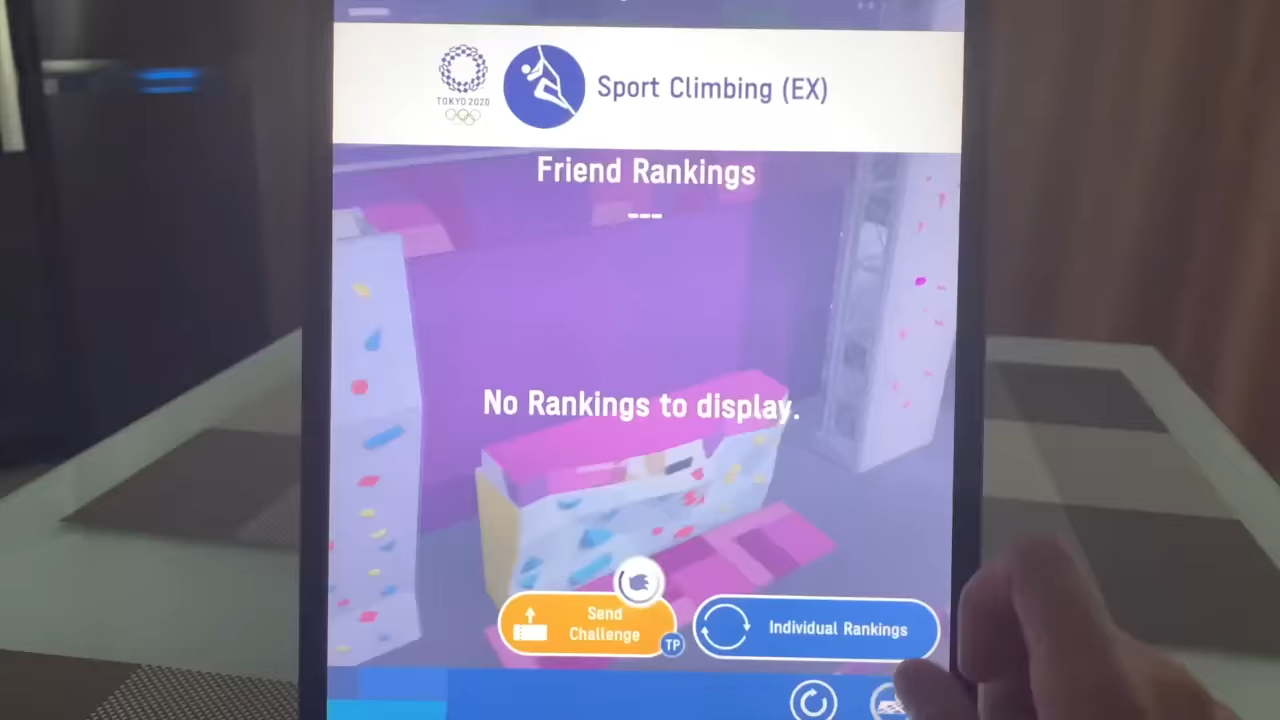 TOKYO 2020
Sport Climbing (EX)
Friend Rankings
---
No Rankings to display.
Send
Challenge
TP
Individual Rankings